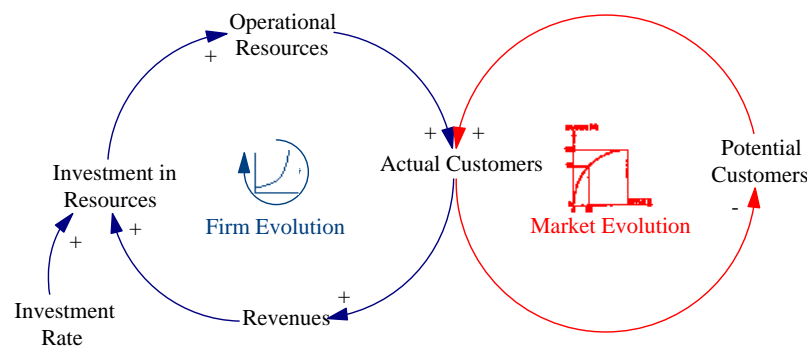 Operational
Resources
+
+
+
Investment in
Resources
Actual Customers
Potential
Customers
Firm Evolution
Market Evolution
-
+
+
+
Investment
Rate
Revenues